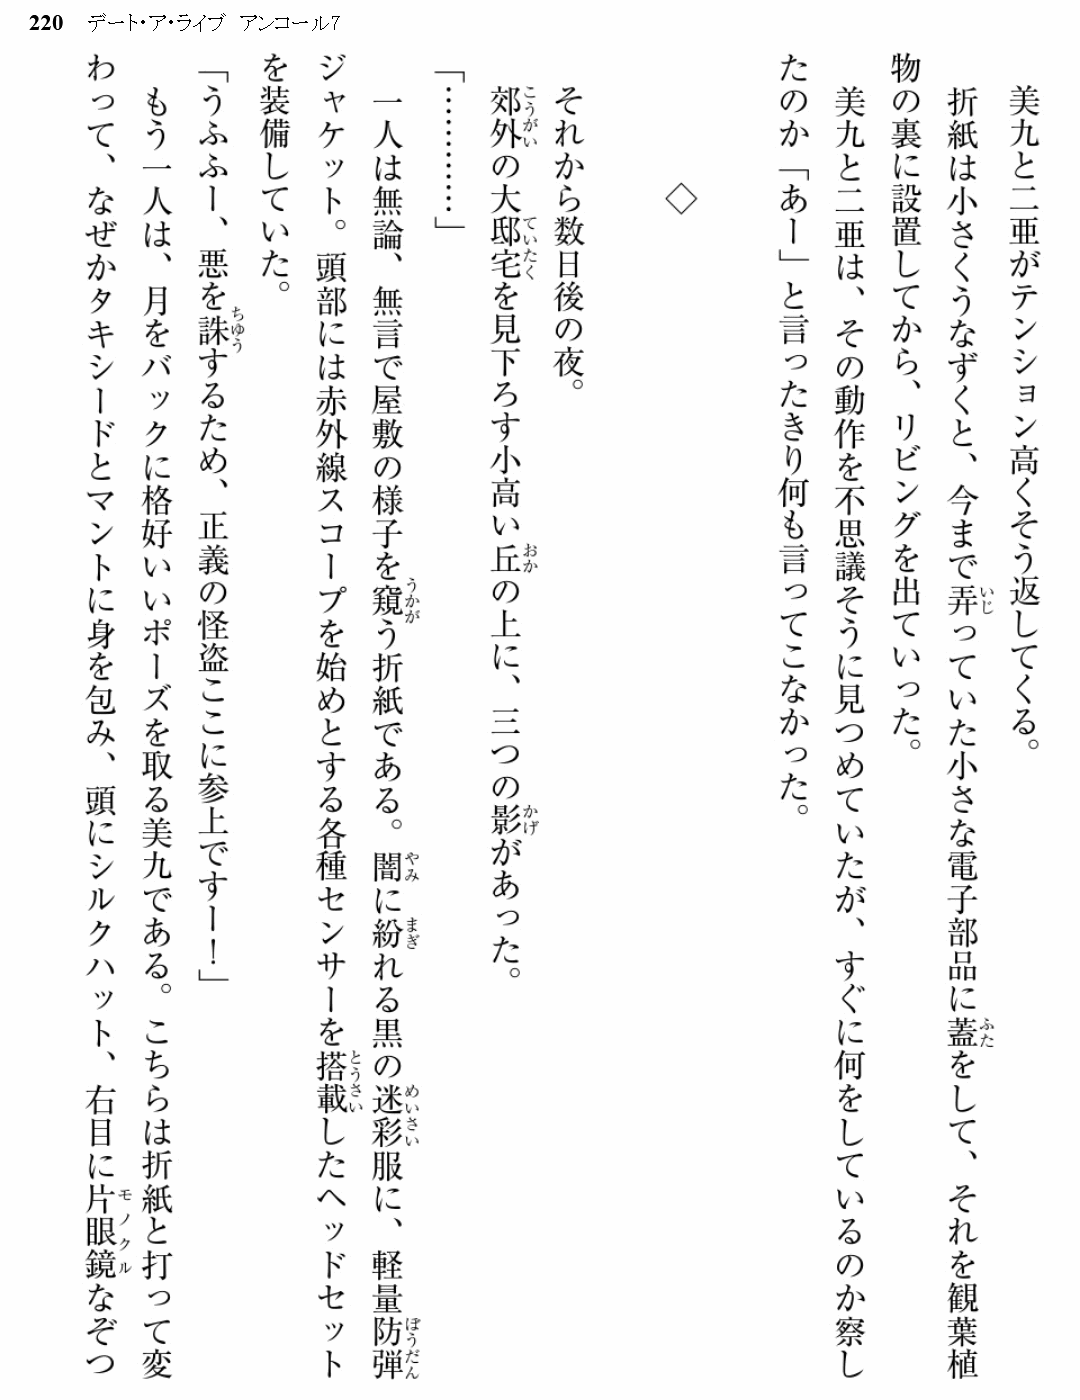 220 デート・ア・ライブ アンコール7
美九と二亜がテンション高くそう返してくる。
折紙は小さくうなずくと、今まで弄っていた小さな電子部品に蓋をして、それを観葉植
物の裏に設置してから、リビングを出ていった。
美九と二亜は、その動作を不思議そうに見つめていたが、すぐに何をしているのか察し
たのか「あー」と言ったきり何も言ってこなかった。
◇
それから数日後の夜。
郊外の大邸宅を見下ろす小高い丘の上に、三つの影があった。
「…………」
一人は無論、無言で屋敷の様子を窺う折紙である。闇に紛れる黒の迷彩服に、軽量防弾
ジャケット。頭部には赤外線スコープを始めとする各種センサーを搭載したヘッドセット
を装備していた。
「うふふー、悪を誅するため、正義の怪盗ここに参上ですー！」
もう一人は、月をバックに格好いいポーズを取る美九である。こちらは折紙と打って変
わって、なぜかタキシードとマントに身を包み、頭にシルクハット、右目に片眼鏡なぞつ